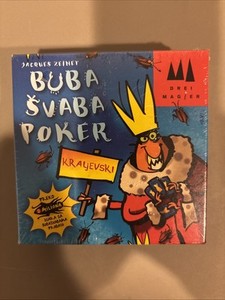 JACQUES ZEIMET
BUBA
ŠVABA
POKER
DREI
MAGIER
KRALJEVSKI